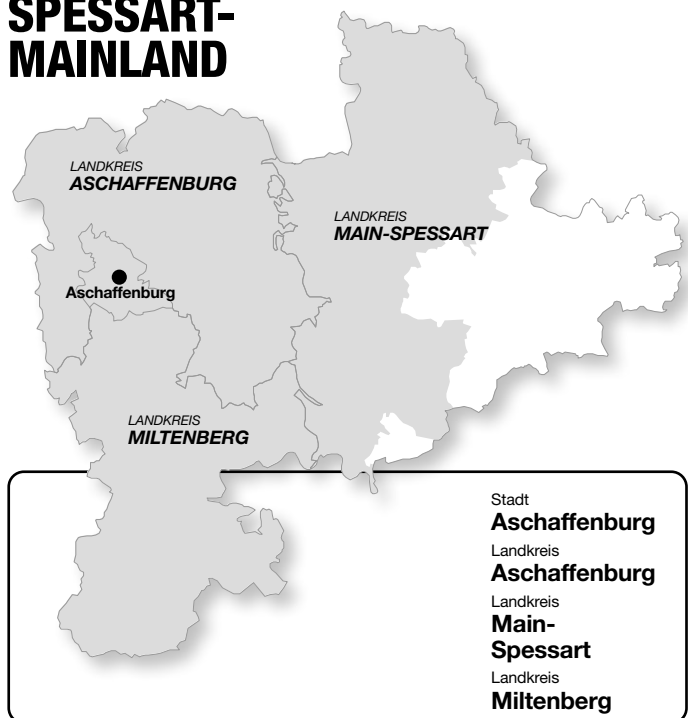 SPESSART-
MAINLAND
LANDKREIS
ASCHAFFENBURG
LANDKREIS
MAIN-SPESSART
Aschaffenburg
LANDKREIS
MILTENBERG
Stadt
Aschaffenburg
Landkreis
Aschaffenburg
Landkreis
Main-
Spessart
Landkreis
Miltenberg